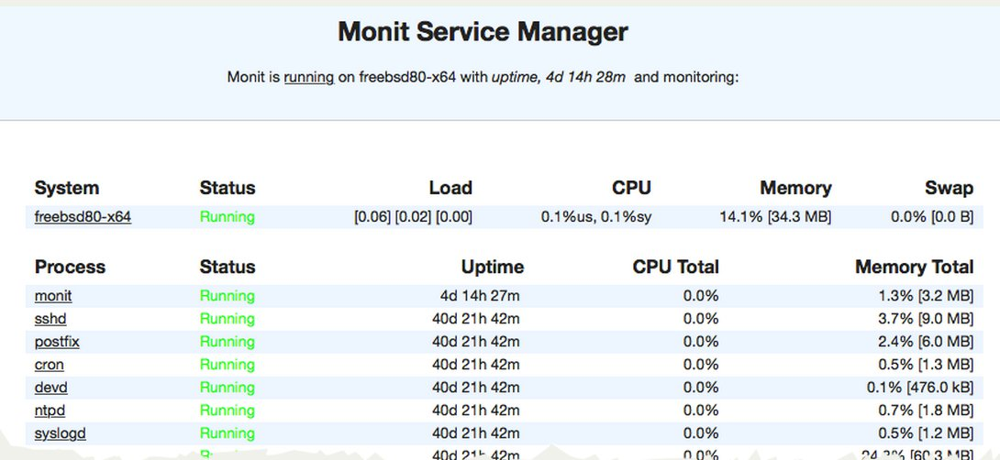 Monit Service Manager
Monit is running on freebsd80-x64 with uptime, 4d 14h 28m and monitoring:
System Status Load CPU Memory Swap
freebsd80-x64 Running [0.06] [0.02] [0.00] 0.1%us, 0.1%sy 14.1% [34.3 MB] 0.0% [0.0 B]
Process Status Uptime CPU Total Memory Total
monit Running 4d 14h 27m 0.0% 1.3% [3.2 MB]
sshd Running 40d 21h 42m 0.0% 3.7% [9.0 MB]
postfix Running 40d 21h 42m 0.0% 2.4% [6.0 MB]
cron Running 40d 21h 42m 0.0% 0.5% [1.3 MB]
devd Running 40d 21h 42m 0.0% 0.1% [476.0 kB]
ntpd Running 40d 21h 42m 0.0% 0.7% [1.8 MB]
syslogd Running 40d 21h 42m 0.0% 0.5% [1.2 MB]
40d 21h 42m 0.0%